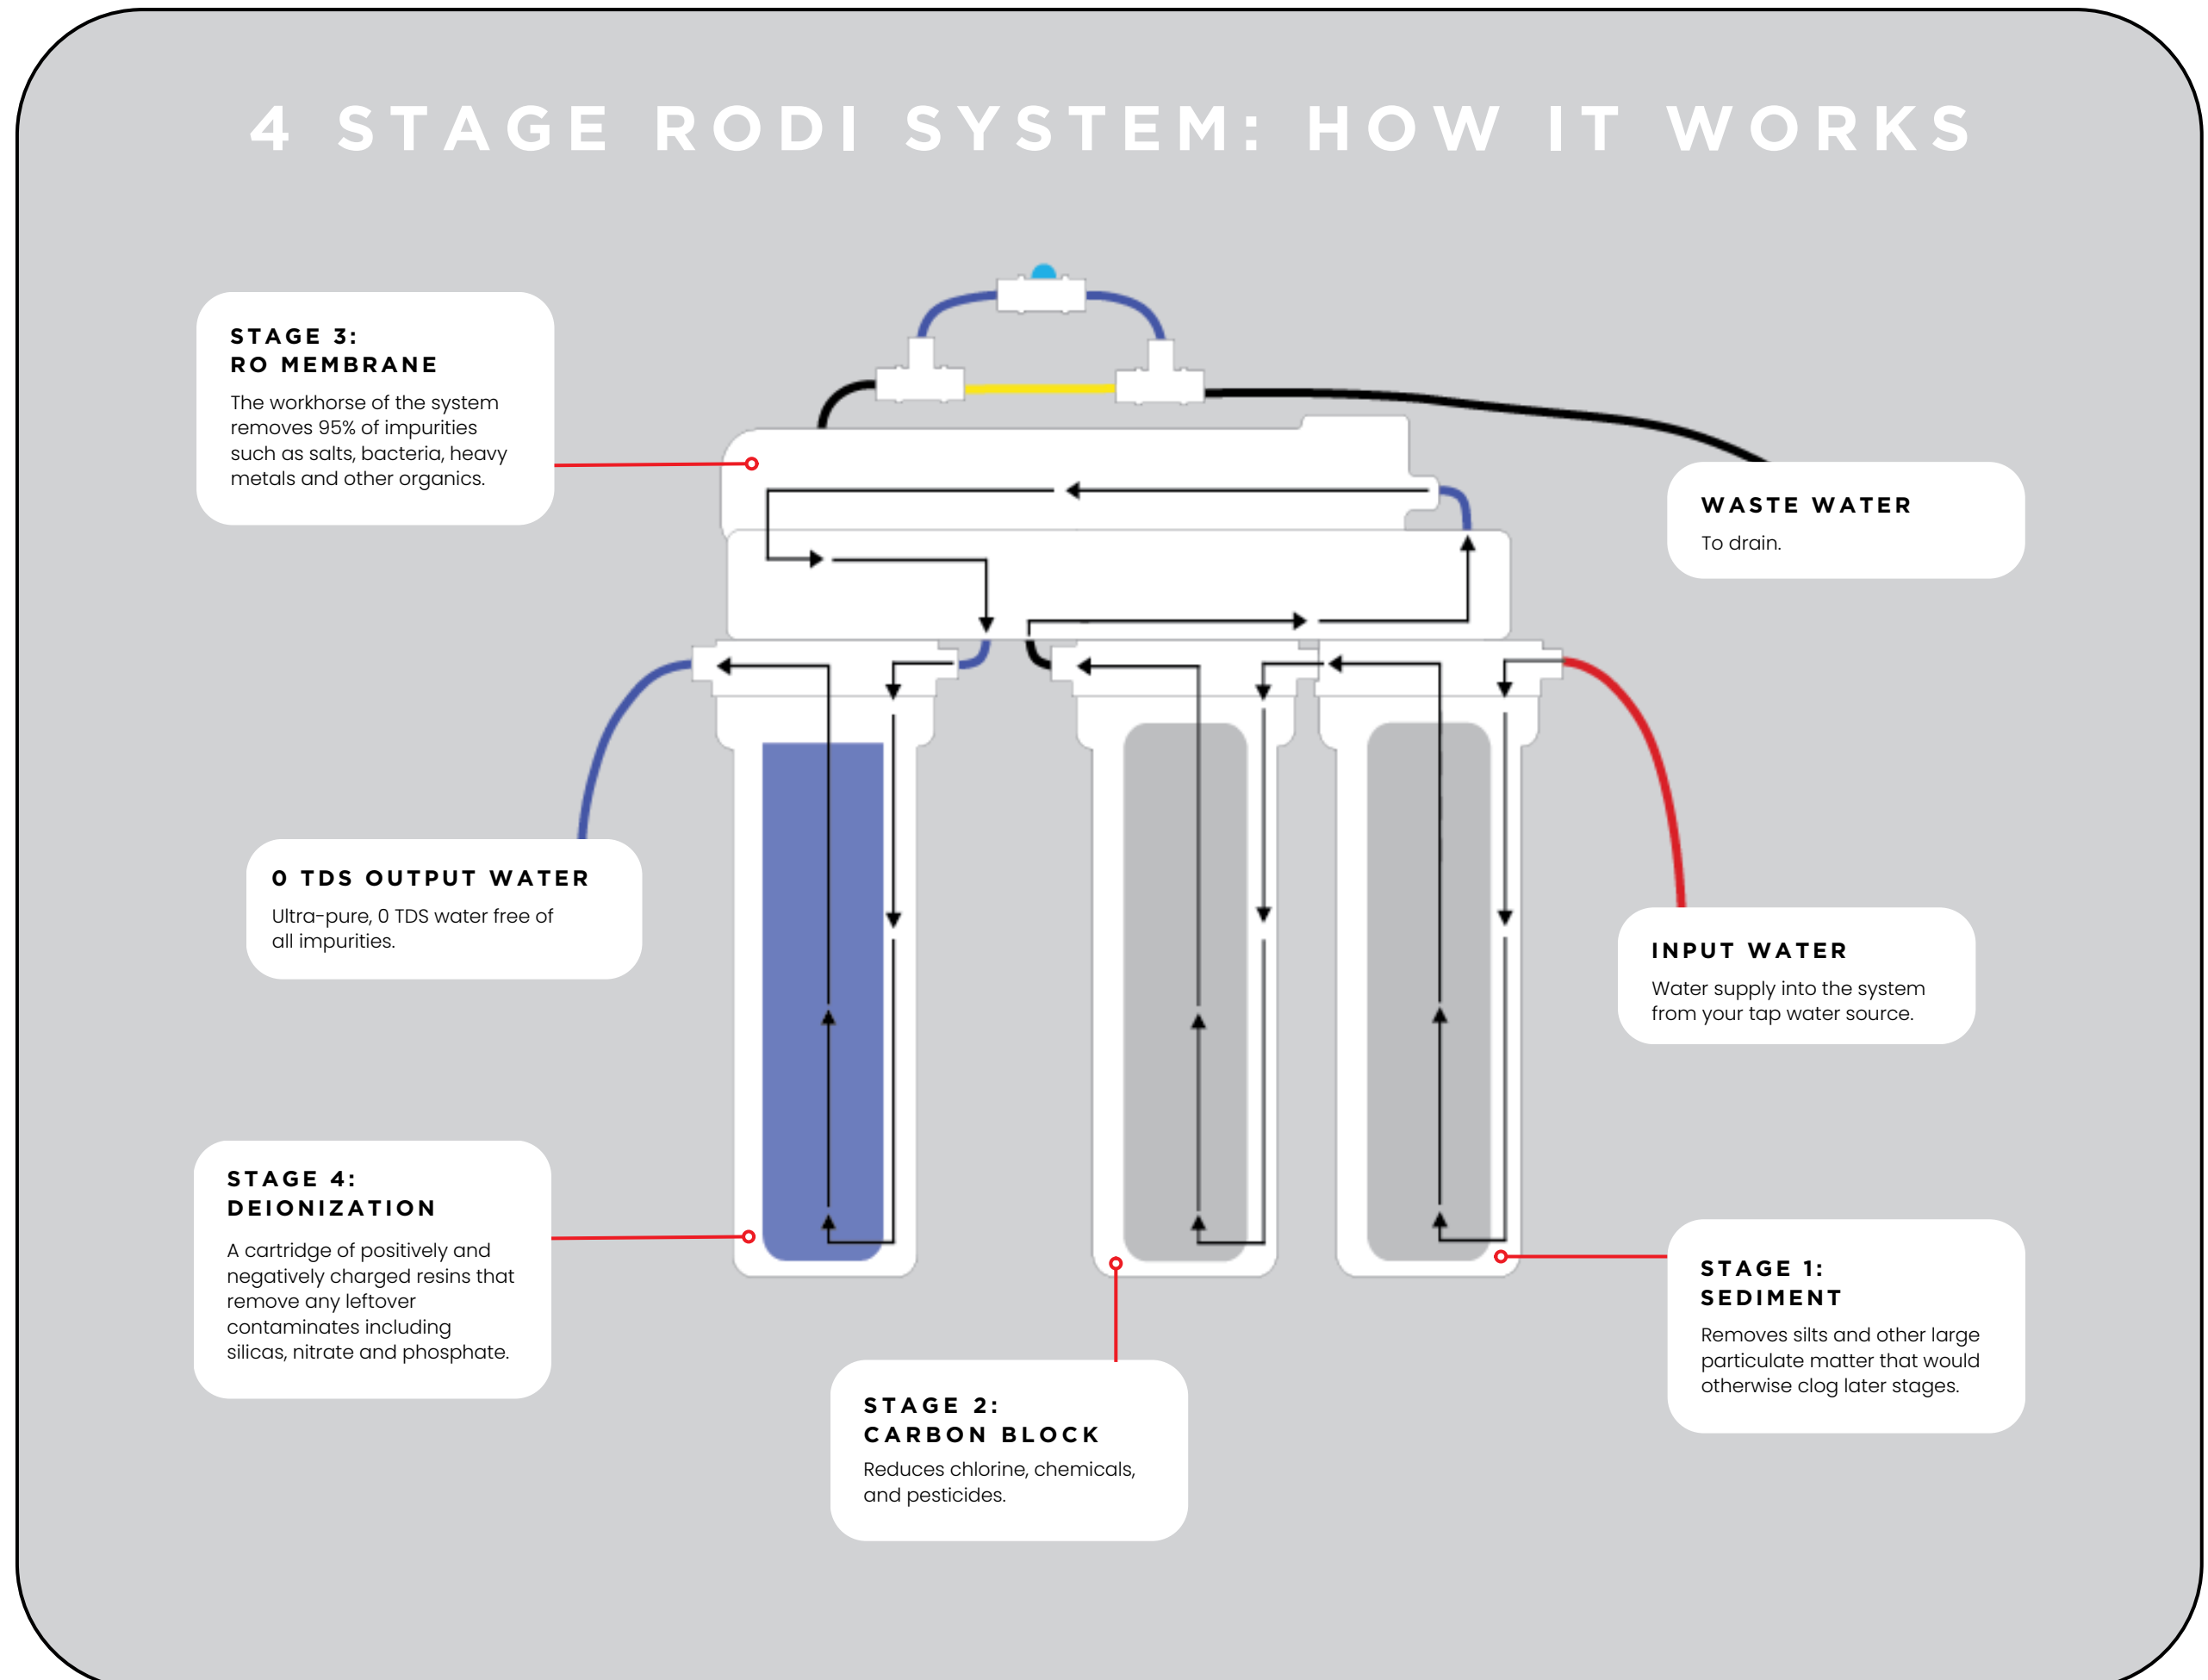 4 STAGE RODI SYSTEM: HOW IT WORKS
STAGE 3:
RO MEMBRANE
The workhorse of the system
removes 95% of impurities
such as salts, bacteria, heavy
metals and other organics.
WASTE WATER
To drain.
0 TDS OUTPUT WATER
Ultra-pure, 0 TDS water free of
all impurities.
INPUT WATER
Water supply into the system
from your tap water source.
STAGE 4:
DEIONIZATION
A cartridge of positively and
negatively charged resins that
remove any leftover
contaminates including
silicas, nitrate and phosphate.
STAGE 1:
SEDIMENT
Removes silts and other large
particulate matter that would
otherwise clog later stages.
STAGE 2:
CARBON BLOCK
Reduces chlorine, chemicals,
and pesticides.